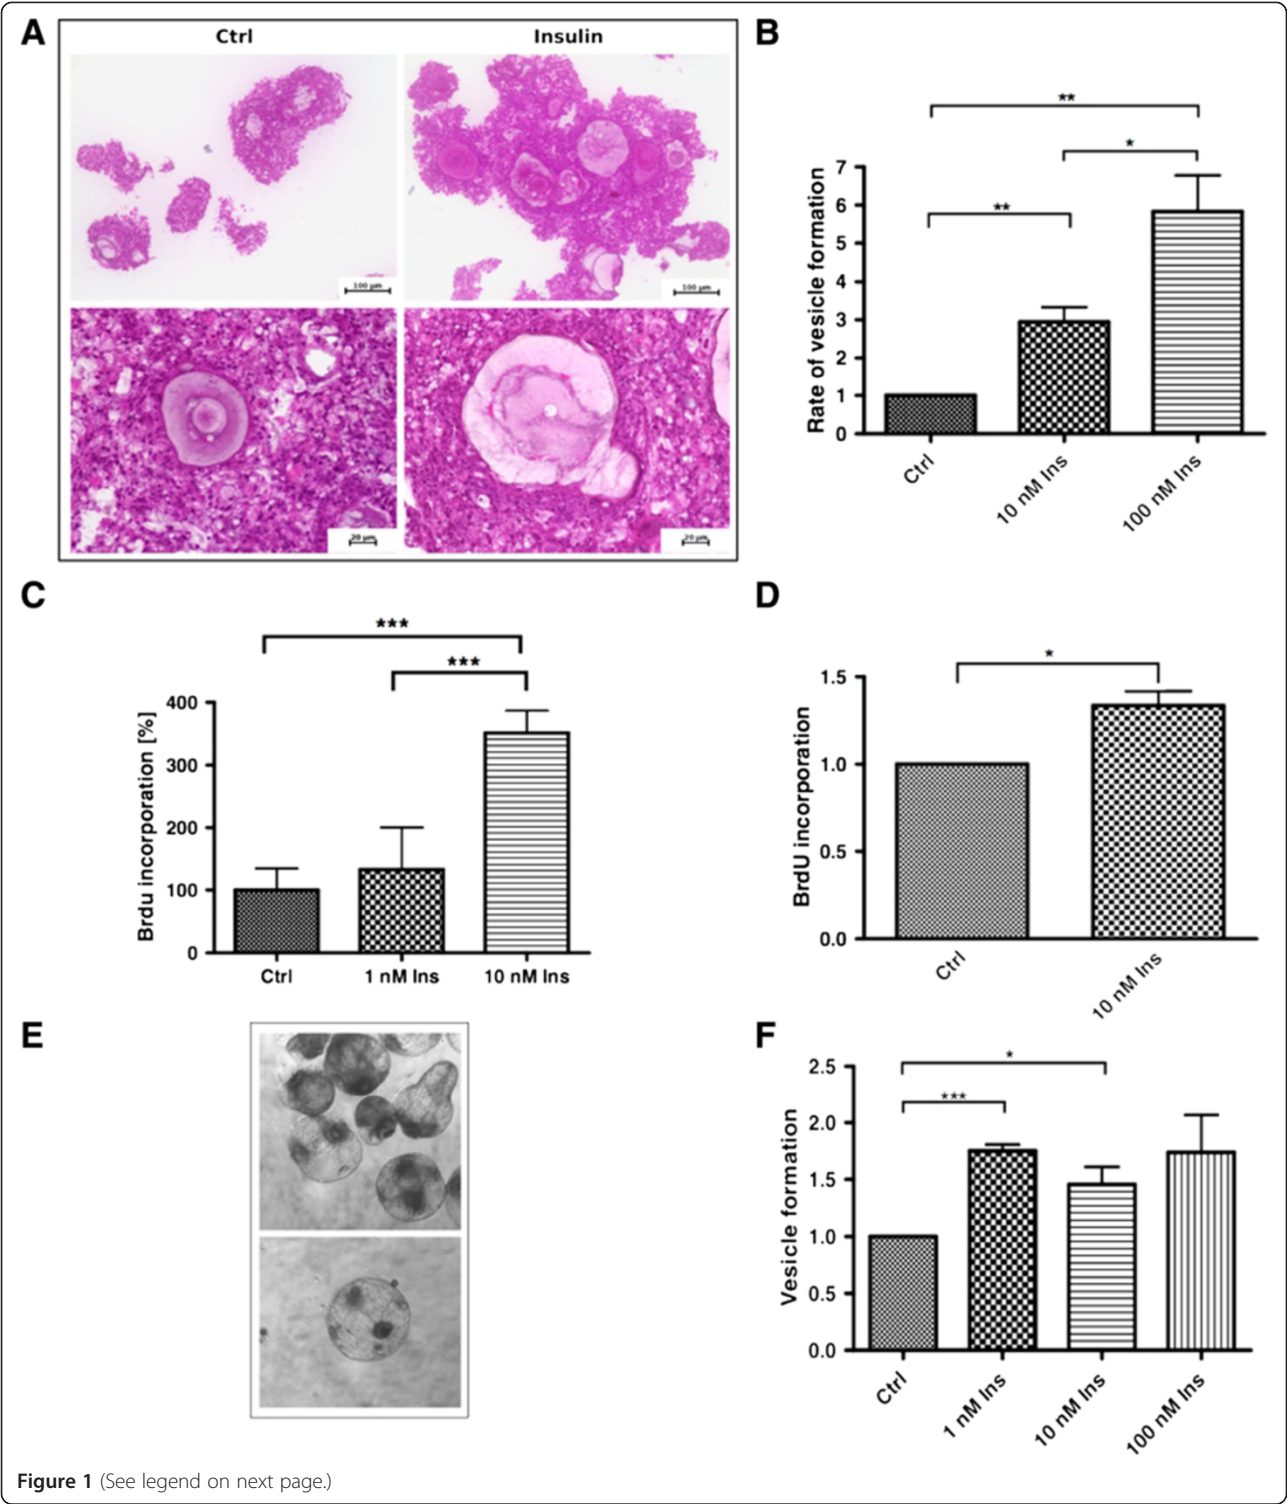 A
Ctrl
Insulin
100 µm
100 µm
20 µm
20 µm
B
**
*
**
Rate of vesicle formation
7
6
5
4
3
2
1
0
Ctrl
10 nM Ins
100 nM Ins
C
***
***
Brdu incorporation [%]
400
300
200
100
0
Ctrl
1 nM Ins
10 nM Ins
D
*
BrdU incorporation
1.5
1.0
0.5
0.0
Ctrl
10 nM Ins
E
F
*
***
Vesicle formation
2.5
2.0
1.5
1.0
0.5
0.0
Ctrl
1 nM Ins
10 nM Ins
100 nM Ins
Figure 1 (See legend on next page.)